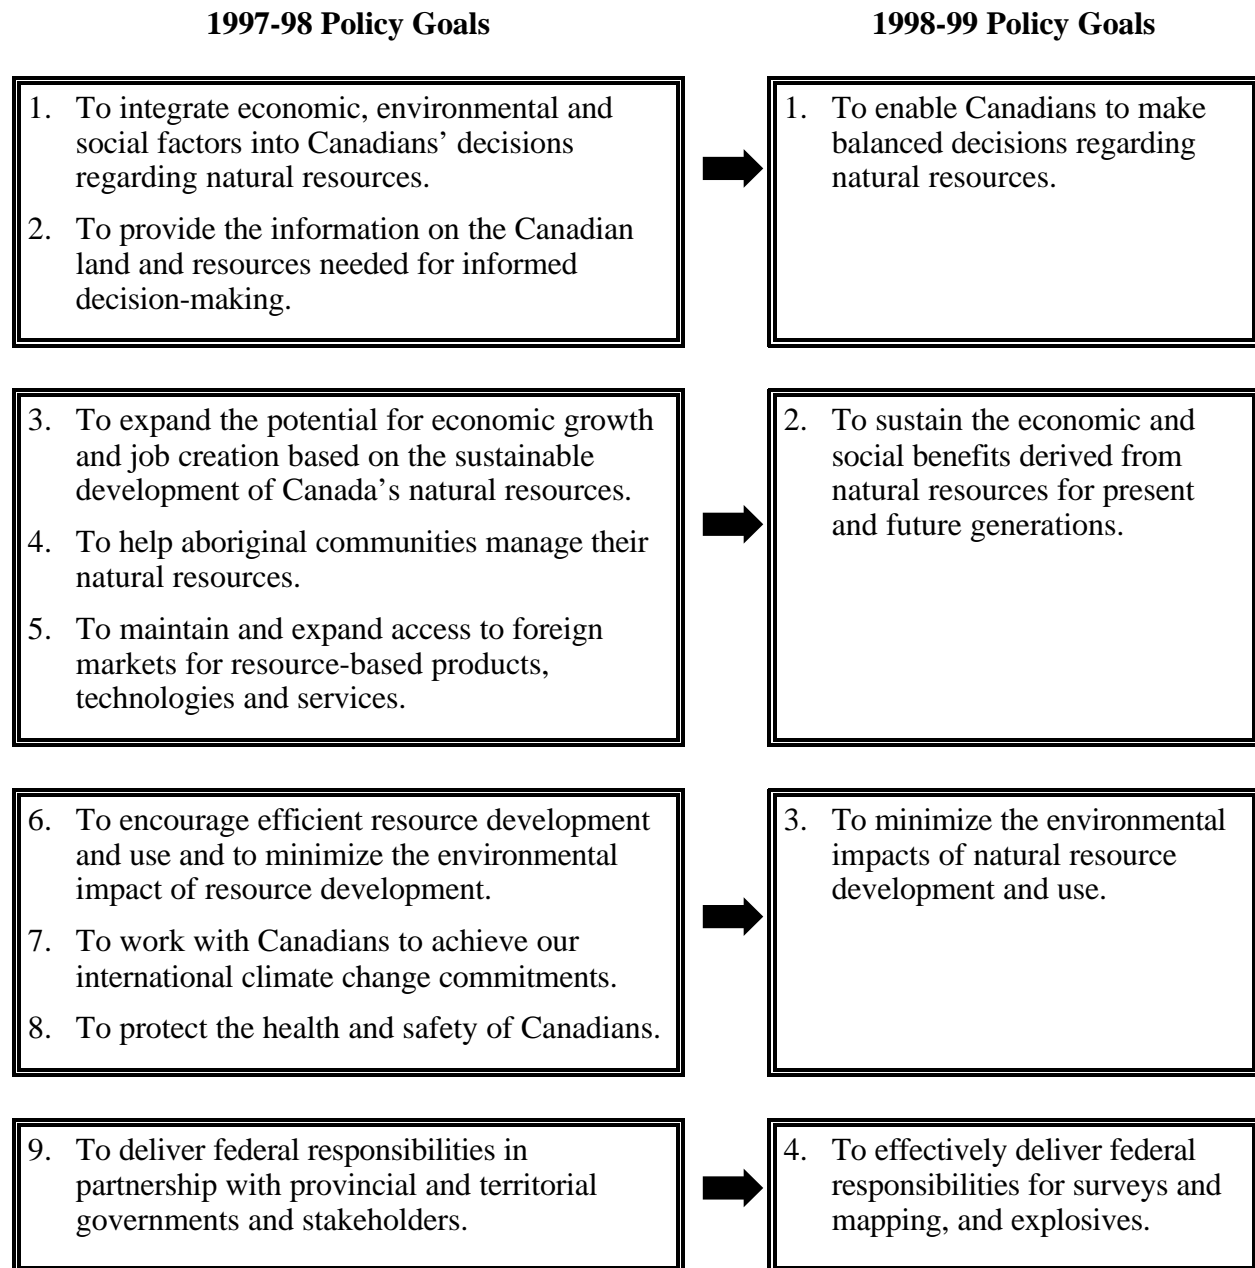 1997-98 Policy Goals
1998-99 Policy Goals
1. To integrate economic, environmental and
social factors into Canadians’ decisions
regarding natural resources.
2. To provide the information on the Canadian
land and resources needed for informed
decision-making.
1. To enable Canadians to make
balanced decisions regarding
natural resources.
3. To expand the potential for economic growth
and job creation based on the sustainable
development of Canada’s natural resources.
4. To help aboriginal communities manage their
natural resources.
5. To maintain and expand access to foreign
markets for resource-based products,
technologies and services.
2. To sustain the economic and
social benefits derived from
natural resources for present
and future generations.
6. To encourage efficient resource development
and use and to minimize the environmental
impact of resource development.
7. To work with Canadians to achieve our
international climate change commitments.
8. To protect the health and safety of Canadians.
3. To minimize the environmental
impacts of natural resource
development and use.
9. To deliver federal responsibilities in
partnership with provincial and territorial
governments and stakeholders.
4. To effectively deliver federal
responsibilities for surveys and
mapping, and explosives.